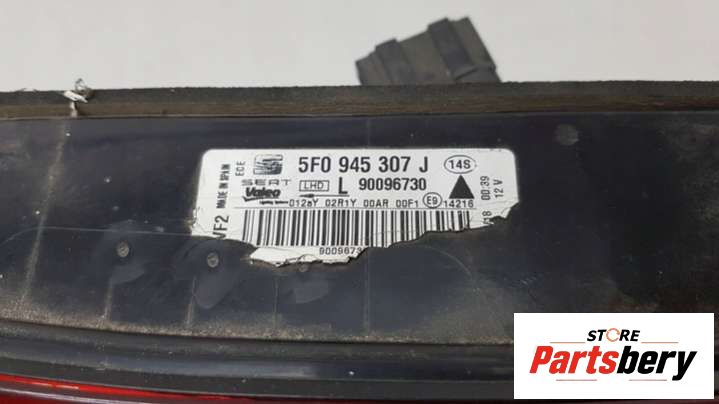 ECE
MADE IN SPAIN
VF2
SEAT
5F0 945 307 J
14S
Valeo
LHD
L 90096730
02R1Y 00AR 00F1
E9
14216
00:39
12 V
STORE
Partsbery